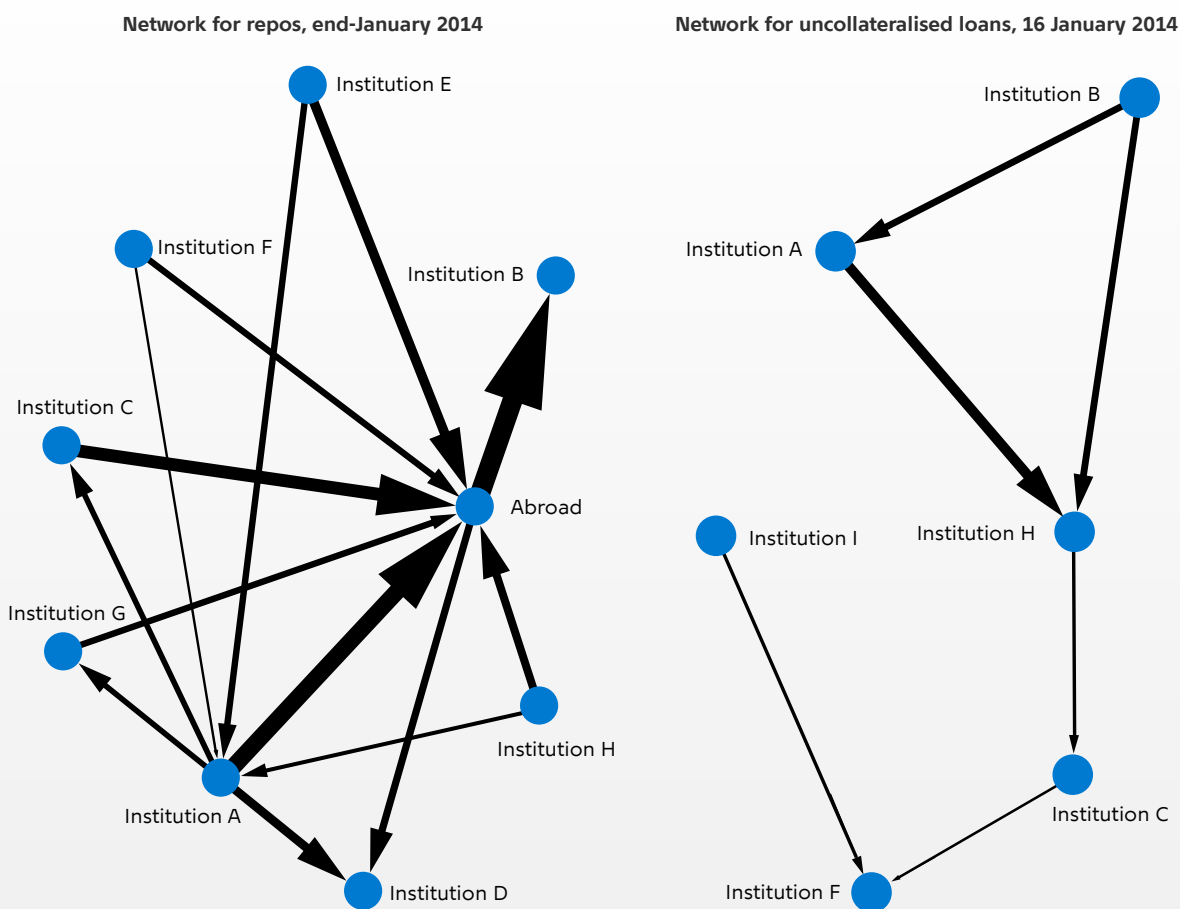 Network for repos, end-January 2014
Institution E
Institution F
Institution B
Institution C
Abroad
Institution G
Institution H
Institution A
Institution D
Network for uncollateralised loans, 16 January 2014
Institution B
Institution A
Institution H
Institution I
Institution C
Institution F